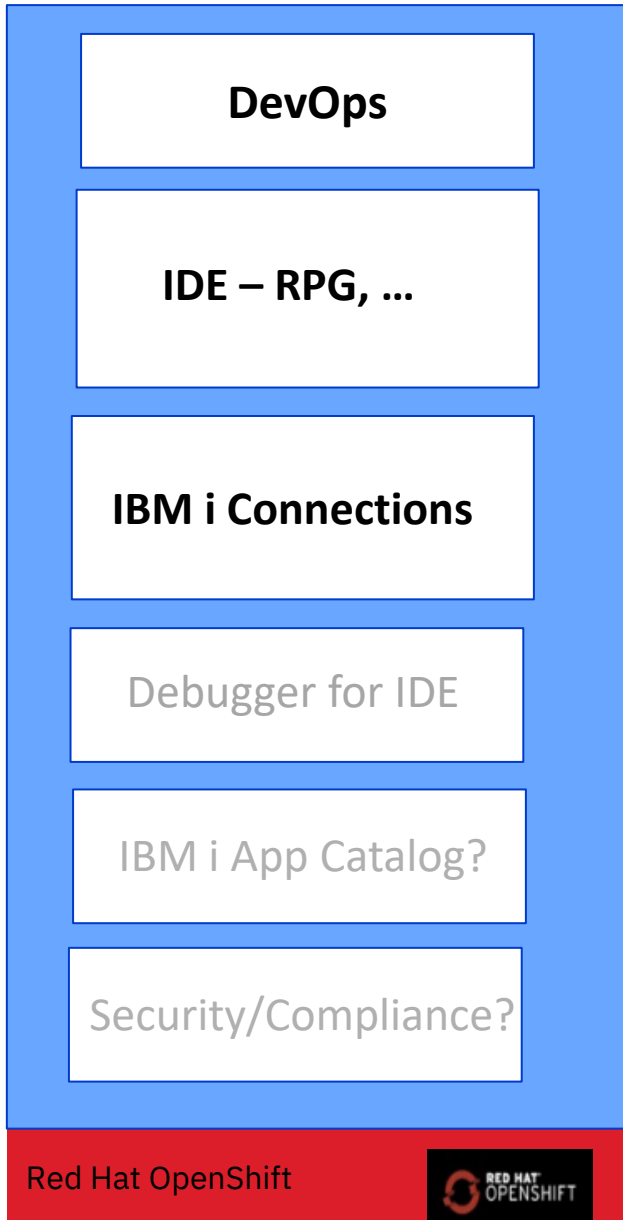 DevOps
IDE – RPG, …
IBM i Connections
Debugger for IDE
IBM i App Catalog?
Security/Compliance?
Red Hat OpenShift
RED HAT
OPENSHIFT